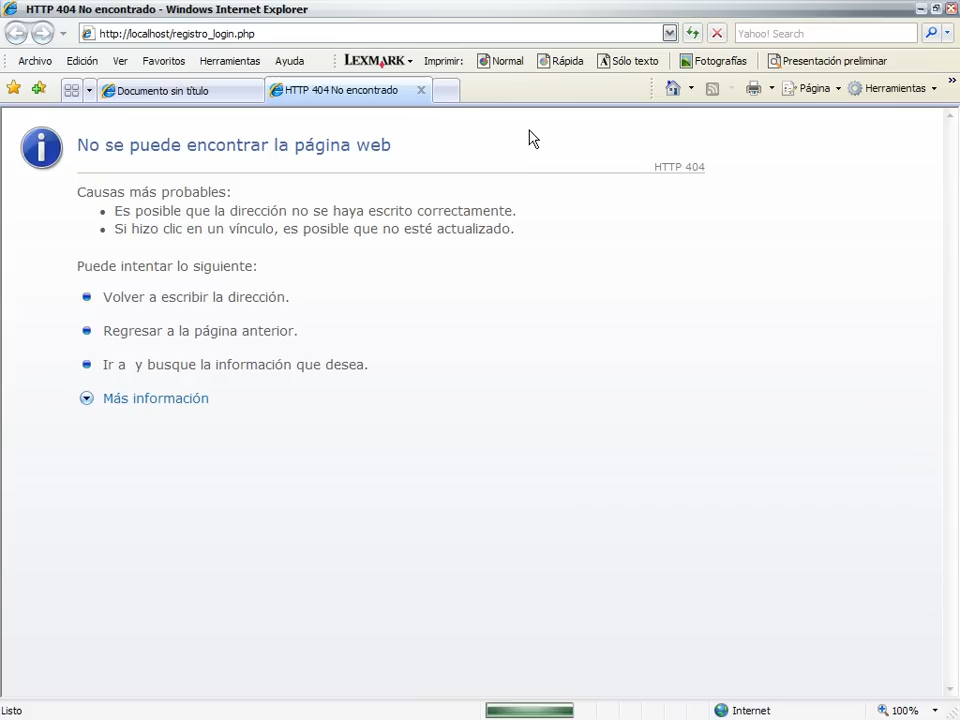 HTTP 404 No encontrado - Windows Internet Explorer
http://localhost/registro_login.php
Yahoo! Search
Archivo Edición Ver Favoritos Herramientas Ayuda LEXMARK Imprimir: Normal Rápida Sólo texto Fotografías Presentación preliminar
Documento sin título HTTP 404 No encontrado Página Herramientas
No se puede encontrar la página web
HTTP 404
Causas más probables:
Es posible que la dirección no se haya escrito correctamente.
Si hizo clic en un vínculo, es posible que no esté actualizado.
Puede intentar lo siguiente:
Volver a escribir la dirección.
Regresar a la página anterior.
Ir a y busque la información que desea.
Más información
Listo Internet 100%